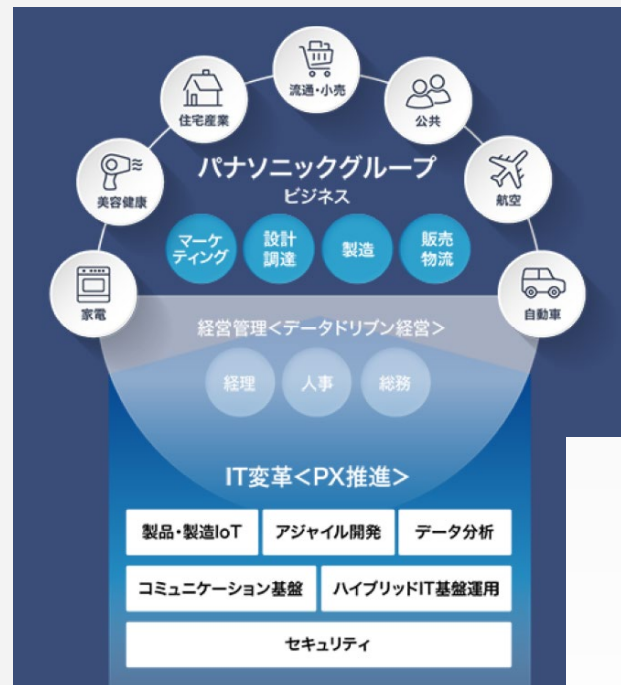 流通・小売
住宅産業
公共
美容健康
航空
家電
自動車
パナソニックグループ
ビジネス
マーケ
ティング
設計
調達
製造
販売
物流
経営管理<データドリブン経営>
経理
人事
総務
IT変革<PX推進>
製品・製造IoT
アジャイル開発
データ分析
コミュニケーション基盤
ハイブリッドIT基盤運用
セキュリティ